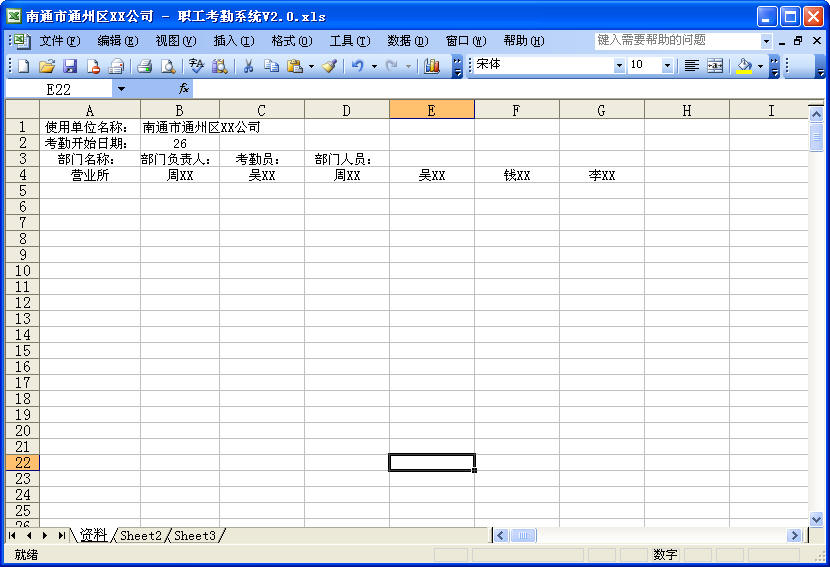 南通市通州区XX公司 - 职工考勤系统V2.0.xls
文件(F) 编辑(E) 视图(V) 插入(I) 格式(O) 工具(T) 数据(D) 窗口(W) 帮助(H) 键入需要帮助的问题
宋体 10
E22 fx
A B C D E F G H I
1 使用单位名称: 南通市通州区XX公司
2 考勤开始日期: 26
3 部门名称: 部门负责人: 考勤员: 部门人员:
4 营业所 周XX 吴XX 周XX 吴XX 钱XX 李XX
5
6
7
8
9
10
11
12
13
14
15
16
17
18
19
20
21
22
23
24
25
26
资料 Sheet2 Sheet3
就绪 数字